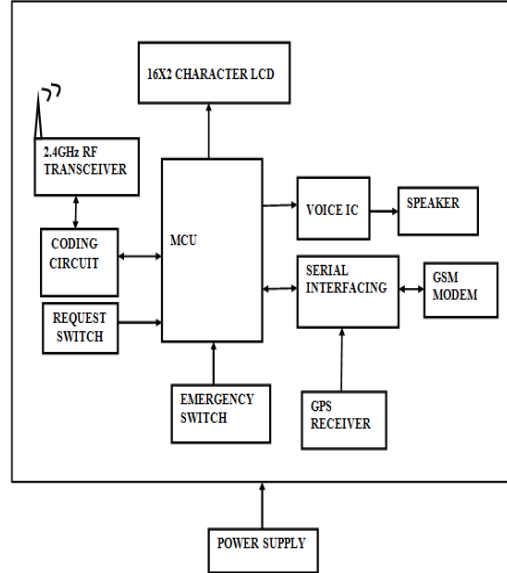 16X2 CHARACTER LCD
2.4GHz RF
TRANSCEIVER
MCU
VOICE IC
SPEAKER
CODING
CIRCUIT
SERIAL
INTERFACING
GSM
MODEM
REQUEST
SWITCH
EMERGENCY
SWITCH
GPS
RECEIVER
POWER SUPPLY